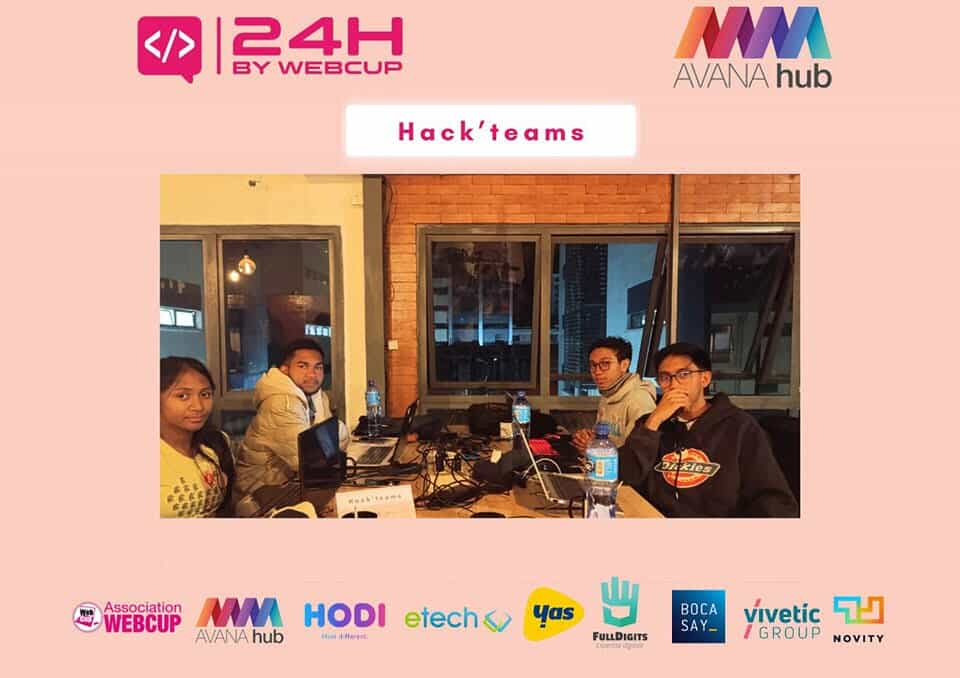 </>
24H
BY WEBCUP
AVANA hub
Hack'teams
Dickies
Hack'teams
Association
WEBCUP
AVANA hub
HODI
etech
yas
FULLDIGITS
BOCA
SAY_
vivetic
GROUP
NOVITY